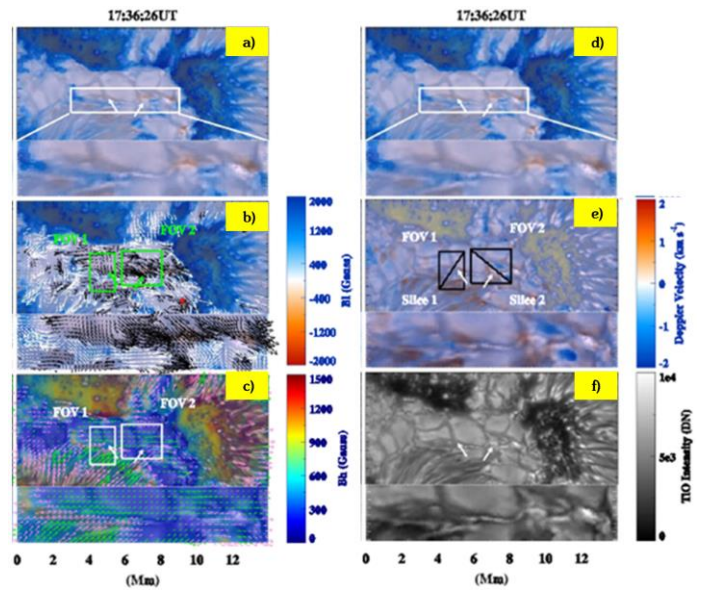 17:36:26UT
17:36:26UT
a)
d)
b)
FOV 1
FOV 2
2000
1200
400
-400
-1200
-2000
Bl (Gauss)
e)
FOV 1
FOV 2
Slice 1
Slice 2
2
1
0
-1
-2
Doppler Velocity (km s-1)
c)
FOV 1
FOV 2
1500
1200
900
600
300
0
Bh (Gauss)
f)
1e4
5e3
0
TIO Intensity (DN)
0 2 4 6 8 10 12
(Mm)
0 2 4 6 8 10 12
(Mm)